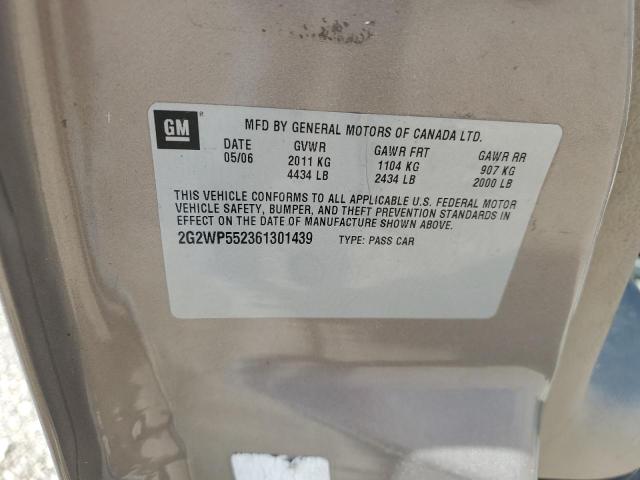 GM
MFD BY GENERAL MOTORS OF CANADA LTD.
DATE GVWR GAWR FRT GAWR RR
05/06 2011 KG 1104 KG 907 KG
4434 LB 2434 LB 2000 LB
THIS VEHICLE CONFORMS TO ALL APPLICABLE U.S. FEDERAL MOTOR
VEHICLE SAFETY, BUMPER, AND THEFT PREVENTION STANDARDS IN
EFFECT ON THE DATE OF MANUFACTURE SHOWN ABOVE.
2G2WP552361301439 TYPE: PASS CAR